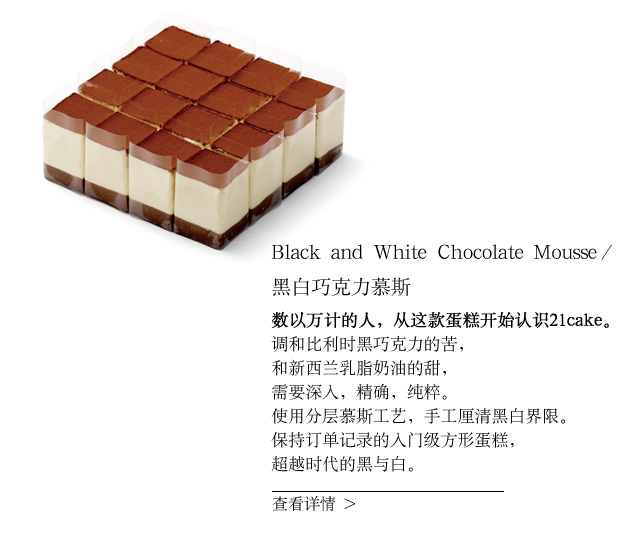 Black and White Chocolate Mousse /
黑白巧克力慕斯
数以万计的人，从这款蛋糕开始认识21cake。
调和比利时黑巧克力的苦，
和新西兰乳脂奶油的甜，
需要深入，精确，纯粹。
使用分层慕斯工艺，手工厘清黑白界限。
保持订单记录的入门级方形蛋糕，
超越时代的黑与白。
查看详情 >